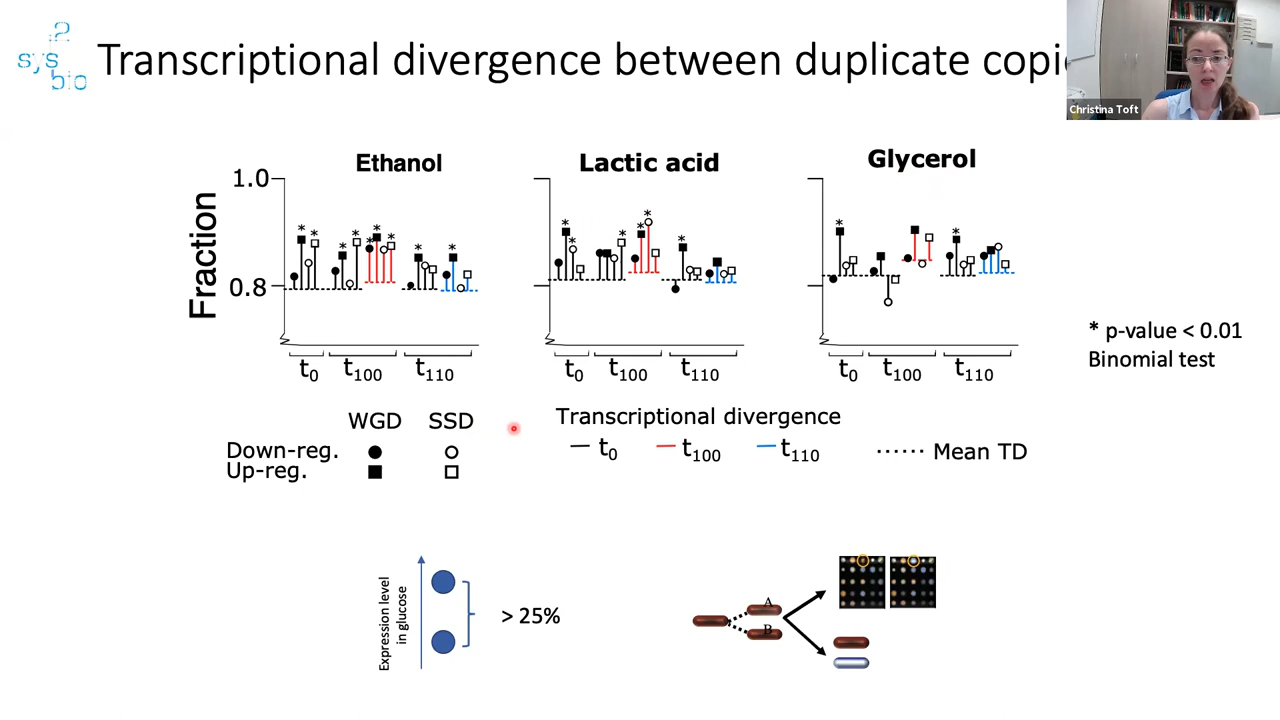 i2
sys
bio
Transcriptional divergence between duplicate copi
Christina Toft
Ethanol
Lactic acid
Glycerol
Fraction
1.0
0.8
* * * * * * * * * *
* * * * * *
* *
t0 t100 t110
t0 t100 t110
t0 t100 t110
* p-value < 0.01
Binomial test
WGD SSD
Down-reg.
Up-reg.
Transcriptional divergence
t0 t100 t110 Mean TD
Expression level
in glucose
> 25%
A
B